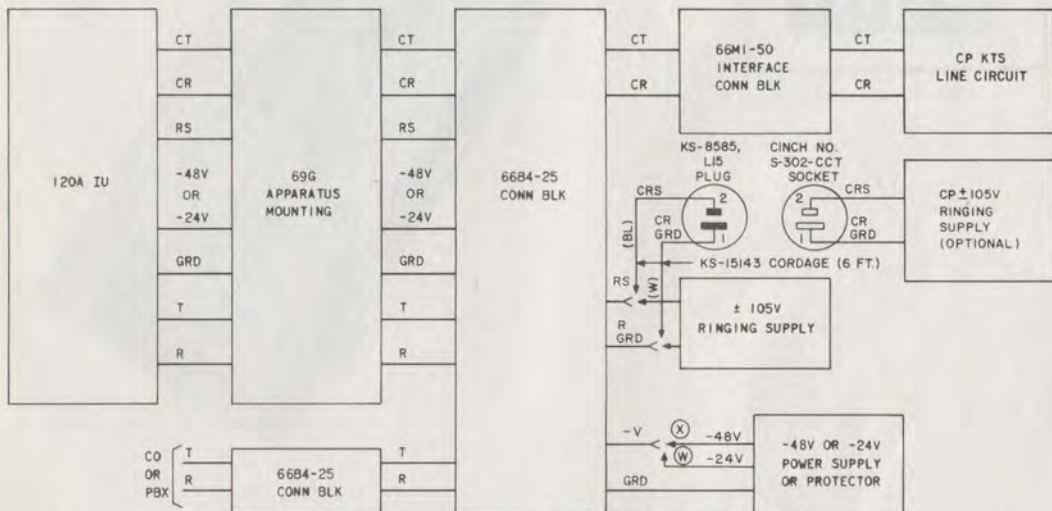 120A IU
CT
CR
RS
-48V
OR
-24V
GRD
T
R
69G
APPARATUS
MOUNTING
CT
CR
RS
-48V
OR
-24V
GRD
T
R
66B4-25
CONN BLK
CT
CR
66M1-50
INTERFACE
CONN BLK
CT
CR
CP KTS
LINE CIRCUIT
KS-8585,
L15
PLUG
CINCH NO.
S-302-CCT
SOCKET
CRS
2
CR
GRD
1
2
1
CRS
CR
GRD
CP ± 105V
RINGING
SUPPLY
(OPTIONAL)
(BL)
(W)
KS-15143 CORDAGE (6 FT.)
RS
R
GRD
± 105V
RINGING SUPPLY
-V
X
-48V
W
-24V
GRD
-48V OR -24V
POWER SUPPLY
OR PROTECTOR
CO
OR
PBX
T
R
66B4-25
CONN BLK
T
R